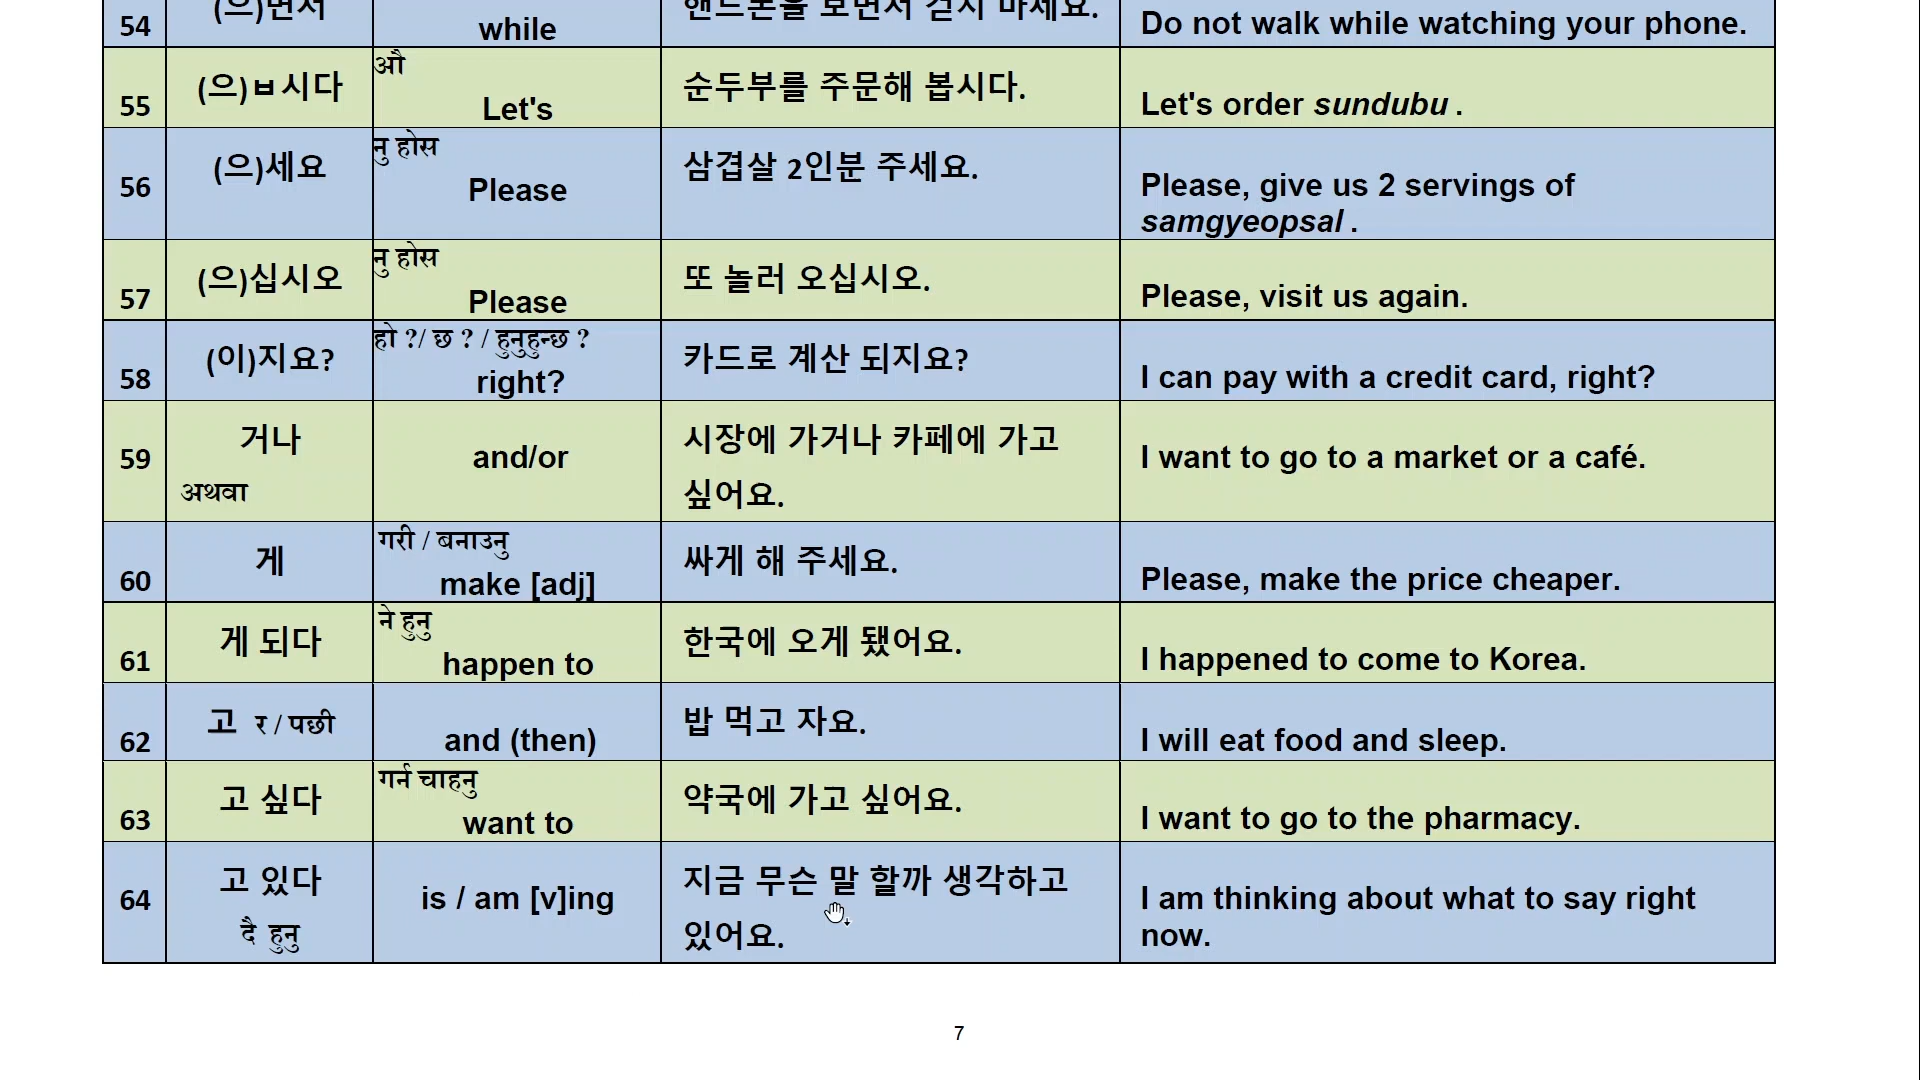 54
(으)면서
while
핸드폰을 보면서 걷지 마세요.
Do not walk while watching your phone.
55
(으)ㅂ시다
औ
Let's
순두부를 주문해 봅시다.
Let's order sundubu .
56
(으)세요
नु होस
Please
삼겹살 2인분 주세요.
Please, give us 2 servings of
samgyeopsal .
57
(으)십시오
नु होस
Please
또 놀러 오십시오.
Please, visit us again.
58
(이)지요?
हो ?/ छ ? / हुनुहुन्छ ?
right?
카드로 계산 되지요?
I can pay with a credit card, right?
59
거나
अथवा
and/or
시장에 가거나 카페에 가고
싶어요.
I want to go to a market or a café.
60
게
गरी / बनाउनु
make [adj]
싸게 해 주세요.
Please, make the price cheaper.
61
게 되다
ने हुनु
happen to
한국에 오게 됐어요.
I happened to come to Korea.
62
고 र / पछी
and (then)
밥 먹고 자요.
I will eat food and sleep.
63
고 싶다
गर्न चाहनु
want to
약국에 가고 싶어요.
I want to go to the pharmacy.
64
고 있다
दै हुनु
is / am [v]ing
지금 무슨 말 할까 생각하고
있어요.
I am thinking about what to say right
now.
7